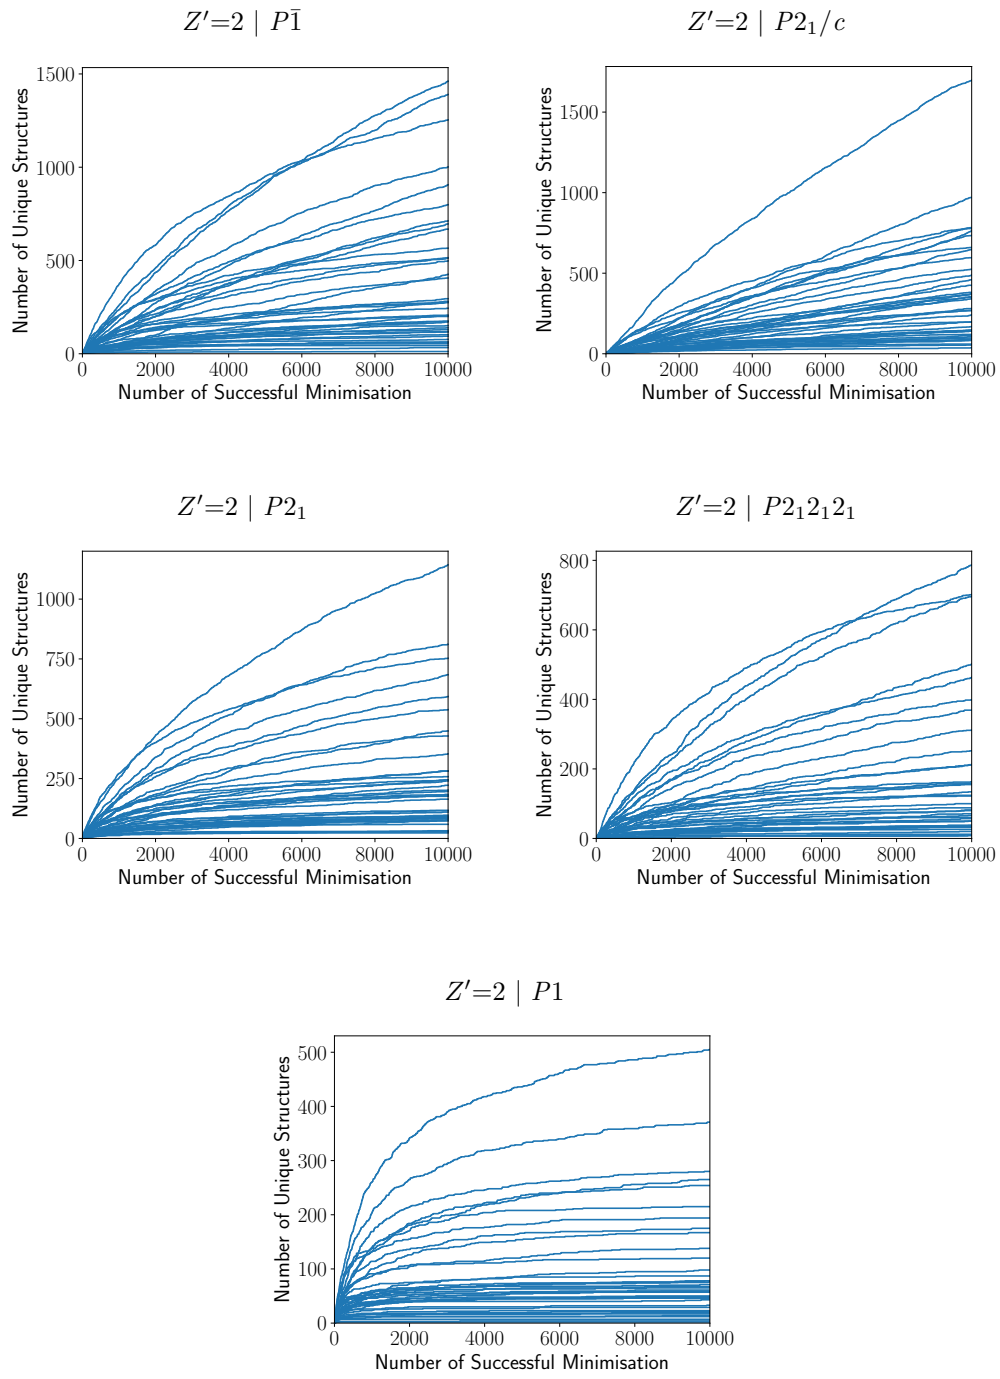 Z′=2 | P1̄
Number of Unique Structures
1500
1000
500
0
0 2000 4000 6000 8000 10000
Number of Successful Minimisation
Z′=2 | P2₁/c
Number of Unique Structures
1500
1000
500
0
0 2000 4000 6000 8000 10000
Number of Successful Minimisation
Z′=2 | P2₁
Number of Unique Structures
1000
750
500
250
0
0 2000 4000 6000 8000 10000
Number of Successful Minimisation
Z′=2 | P2₁2₁2₁
Number of Unique Structures
800
600
400
200
0
0 2000 4000 6000 8000 10000
Number of Successful Minimisation
Z′=2 | P1
Number of Unique Structures
500
400
300
200
100
0
0 2000 4000 6000 8000 10000
Number of Successful Minimisation